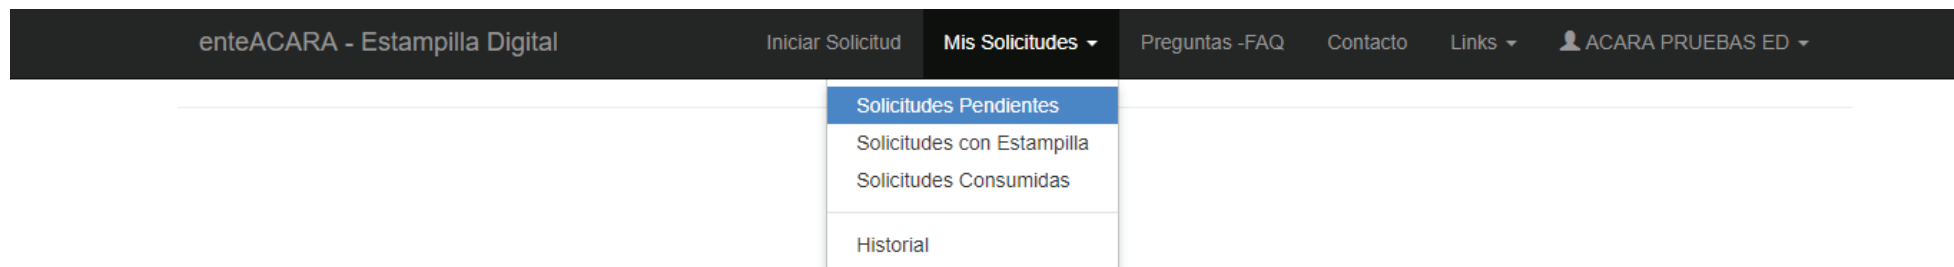 enteACARA - Estampilla Digital Iniciar Solicitud Mis Solicitudes Preguntas -FAQ Contacto Links ACARA PRUEBAS ED
Solicitudes Pendientes
Solicitudes con Estampilla
Solicitudes Consumidas
Historial